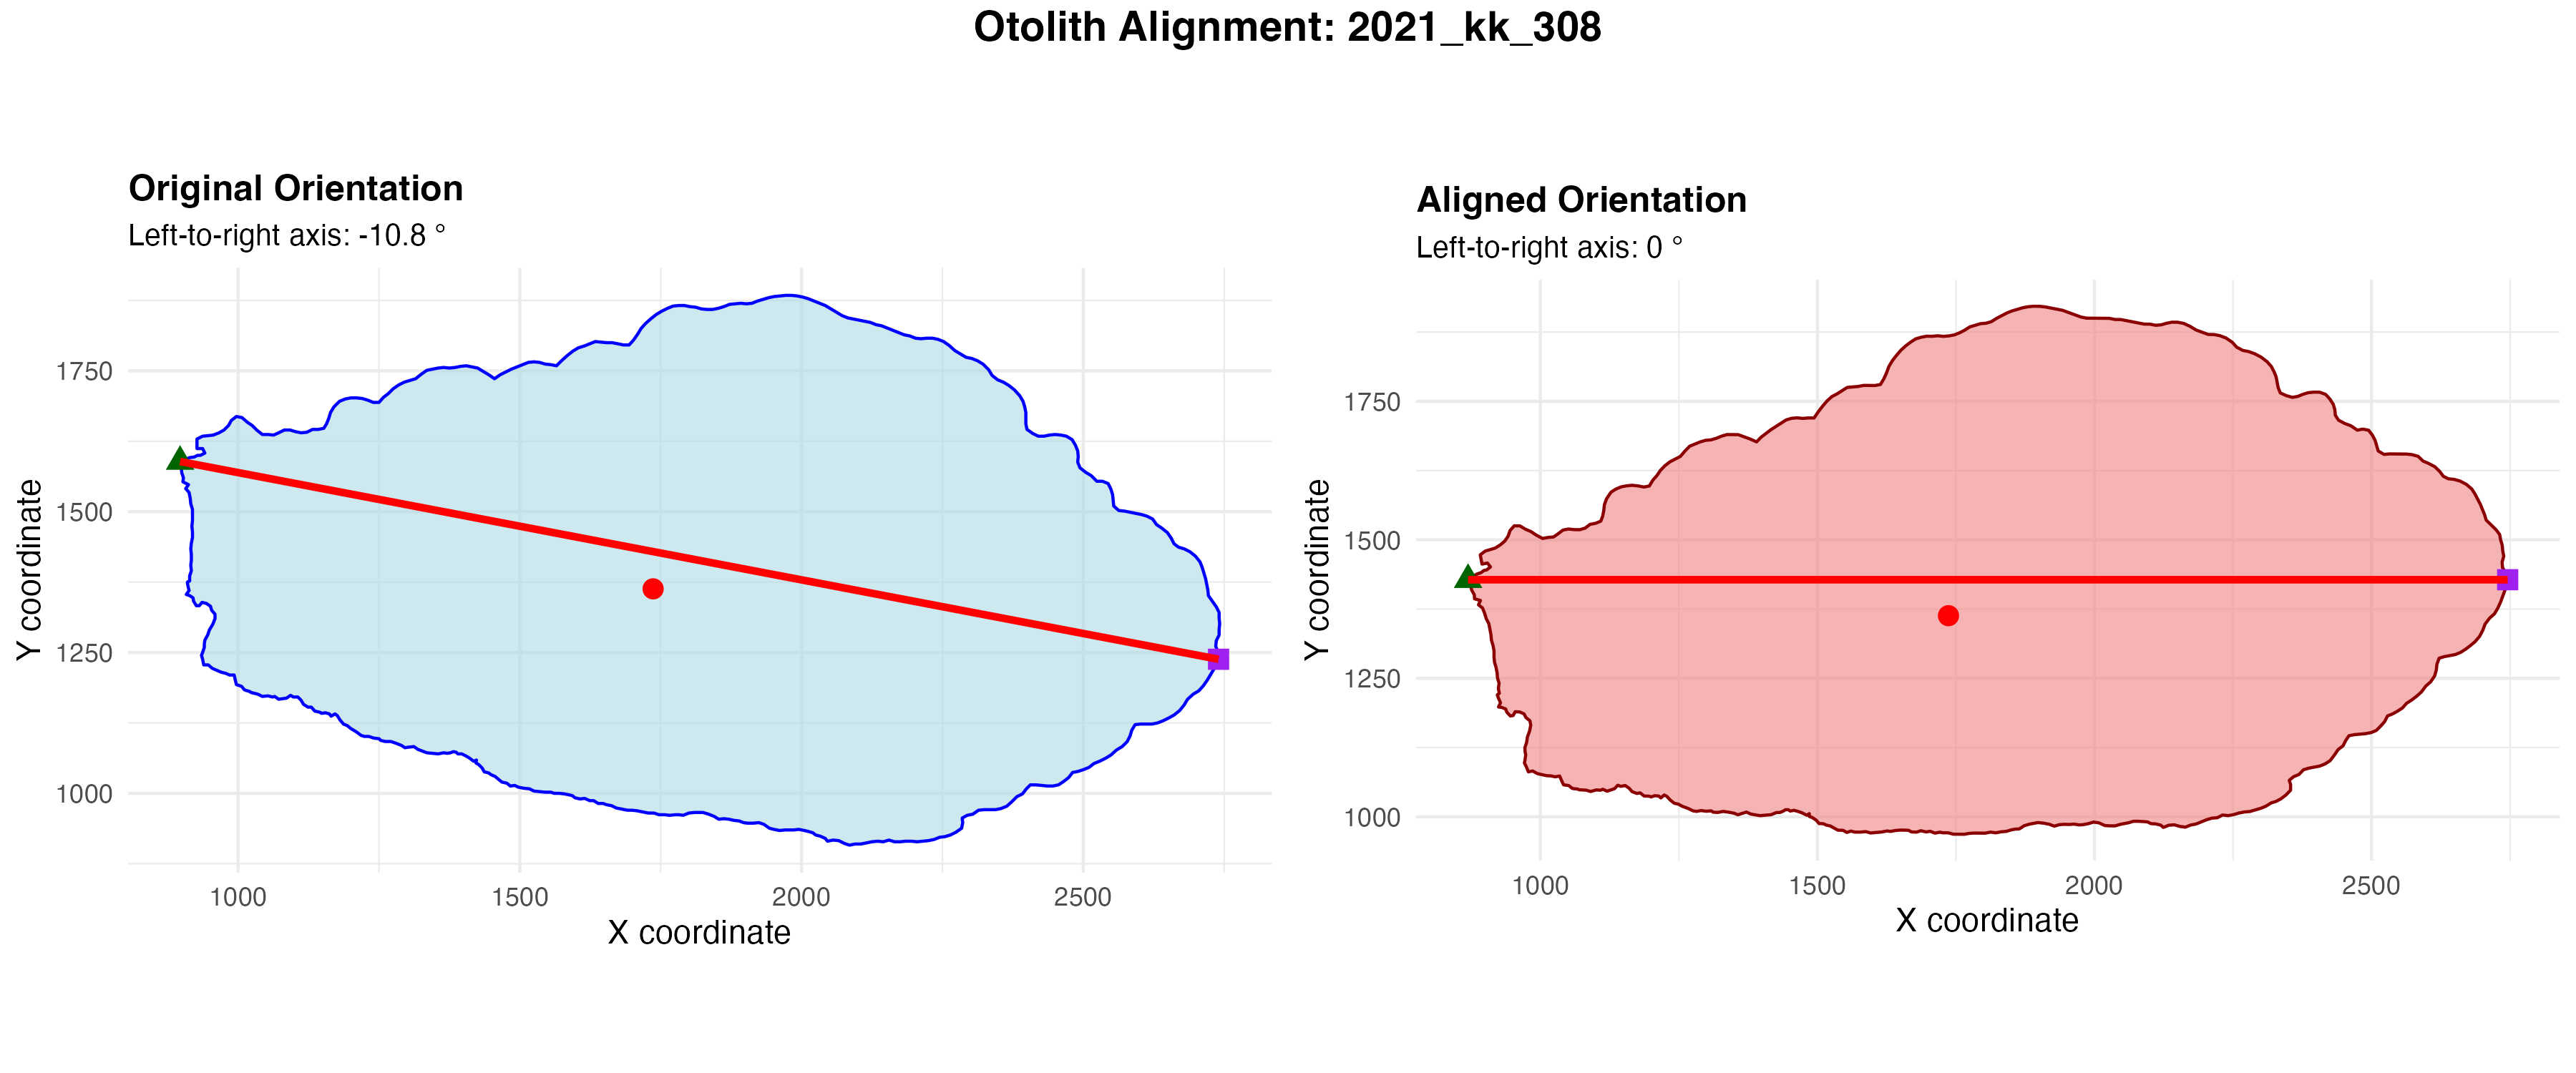 Otolith Alignment: 2021_kk_308
Original Orientation
Left-to-right axis: -10.8 °
Y coordinate
1750
1500
1250
1000
1000 1500 2000 2500
X coordinate
Aligned Orientation
Left-to-right axis: 0 °
Y coordinate
1750
1500
1250
1000
1000 1500 2000 2500
X coordinate